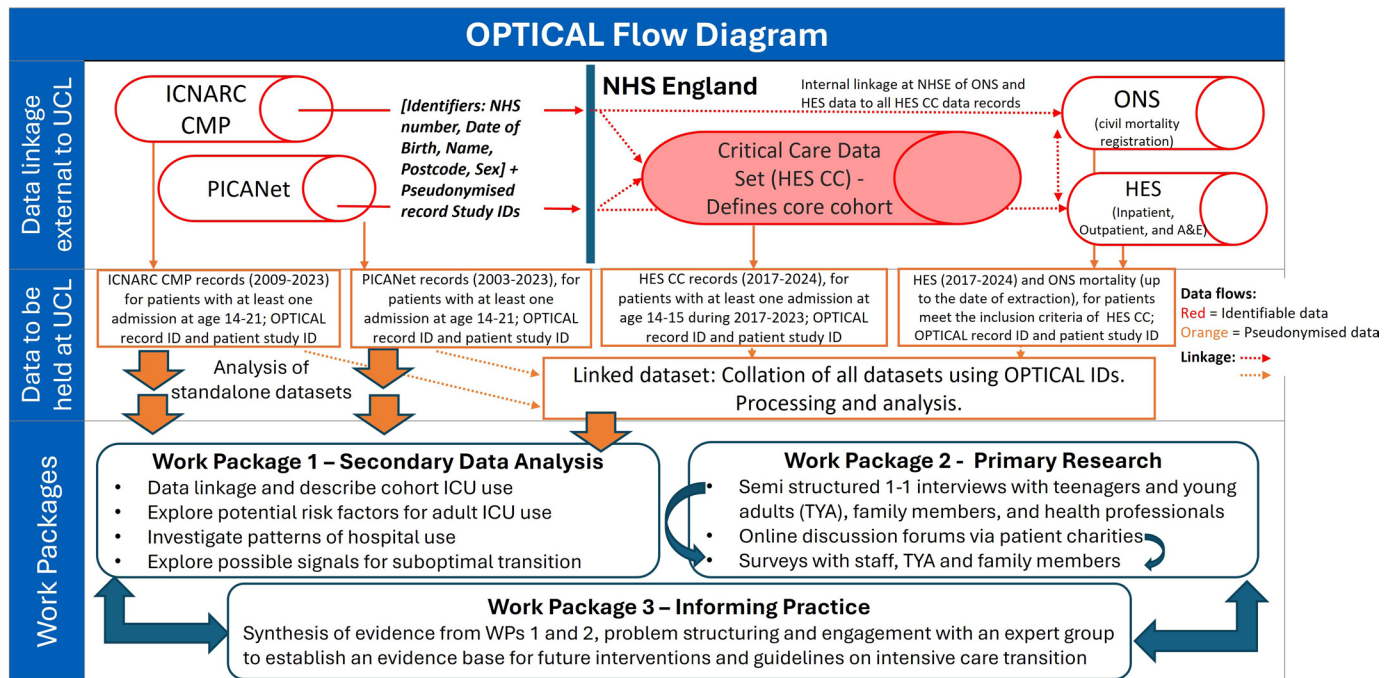 OPTICAL Flow Diagram
Data linkage
external to UCL
ICNARC
CMP
PICANet
[Identifiers: NHS
number, Date of
Birth, Name,
Postcode, Sex] +
Pseudonymised
record Study IDs
NHS England
Internal linkage at NHSE of ONS and
HES data to all HES CC data records
Critical Care Data
Set (HES CC) -
Defines core cohort
ONS
(civil mortality
registration)
HES
(Inpatient,
Outpatient, and A&E)
Data to be
held at UCL
ICNARC CMP records (2009-2023)
for patients with at least one
admission at age 14-21; OPTICAL
record ID and patient study ID
PICANet records (2003-2023), for
patients with at least one
admission at age 14-21; OPTICAL
record ID and patient study ID
HES CC records (2017-2024), for
patients with at least one admission at
age 14-15 during 2017-2023; OPTICAL
record ID and patient study ID
HES (2017-2024) and ONS mortality (up
to the date of extraction), for patients
meet the inclusion criteria of HES CC;
OPTICAL record ID and patient study ID
Data flows:
Red = Identifiable data
Orange = Pseudonymised data
Linkage:
Analysis of
standalone datasets
Linked dataset: Collation of all datasets using OPTICAL IDs.
Processing and analysis.
Work Packages
Work Package 1 – Secondary Data Analysis
• Data linkage and describe cohort ICU use
• Explore potential risk factors for adult ICU use
• Investigate patterns of hospital use
• Explore possible signals for suboptimal transition
Work Package 2 - Primary Research
• Semi structured 1-1 interviews with teenagers and young
adults (TYA), family members, and health professionals
• Online discussion forums via patient charities
• Surveys with staff, TYA and family members
Work Package 3 – Informing Practice
Synthesis of evidence from WPs 1 and 2, problem structuring and engagement with an expert group
to establish an evidence base for future interventions and guidelines on intensive care transition